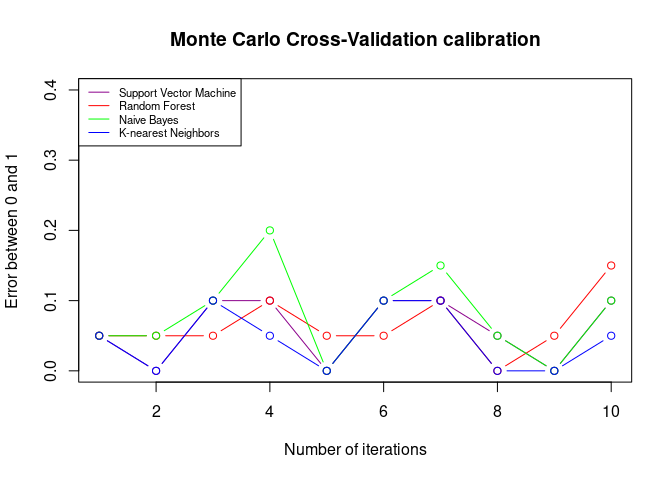 Monte Carlo Cross-Validation calibration
Support Vector Machine
Random Forest
Naive Bayes
K-nearest Neighbors
Error between 0 and 1
0.4
0.3
0.2
0.1
0.0
2 4 6 8 10
Number of iterations